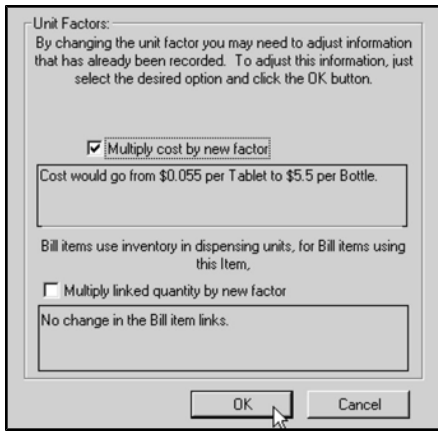 Unit Factors:
By changing the unit factor you may need to adjust information
that has already been recorded.  To adjust this information, just
select the desired option and click the OK button.
Multiply cost by new factor
Cost would go from $0.055 per Tablet to $5.5 per Bottle.
Bill items use inventory in dispensing units, for Bill items using
this Item,
Multiply linked quantity by new factor
No change in the Bill item links.
OK
Cancel